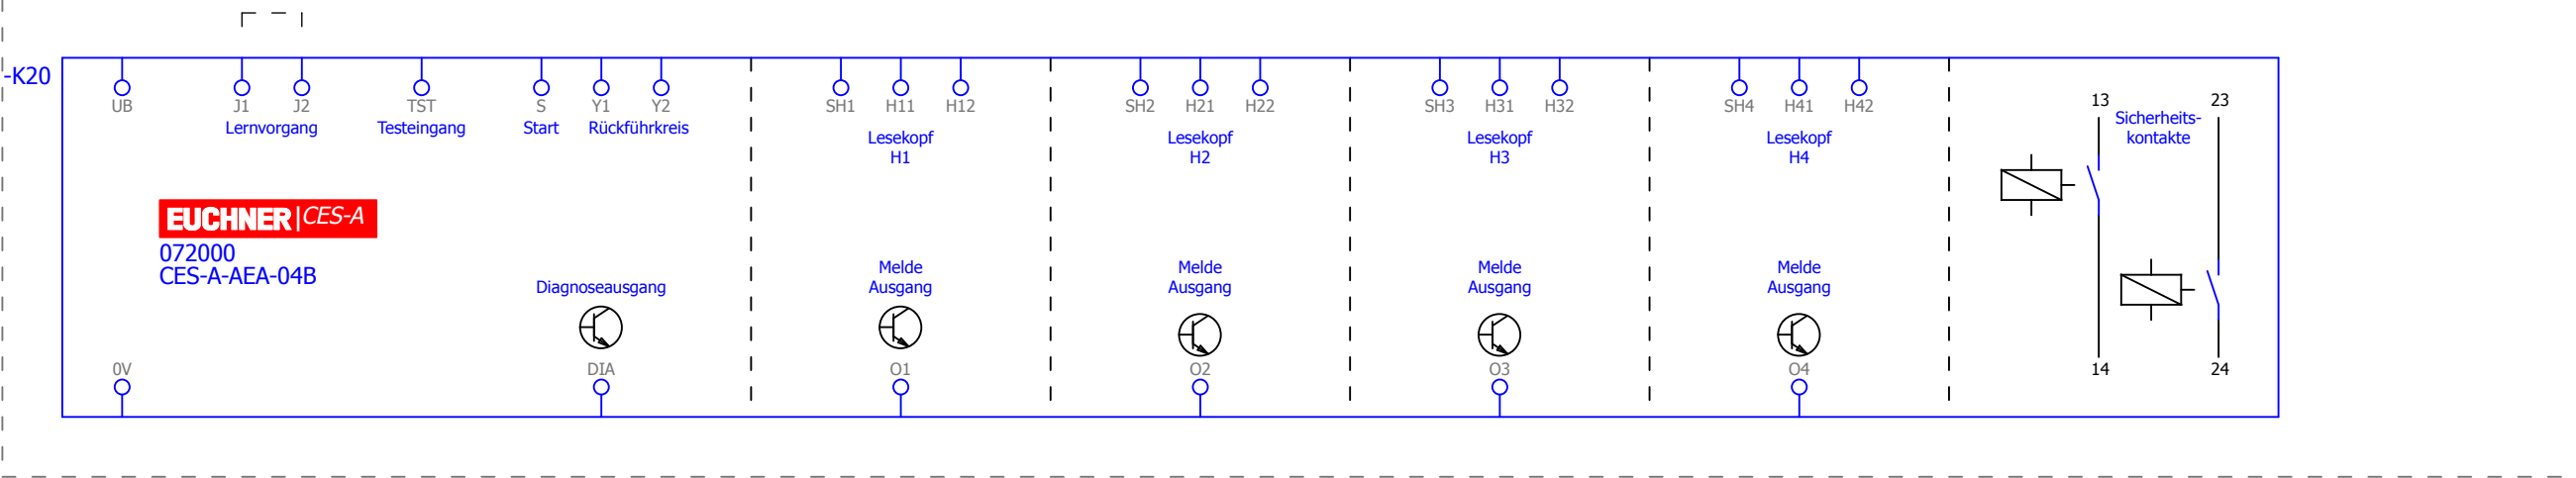 -K20
UB
J1
J2
TST
S
Y1
Y2
Lernvorgang
Testeingang
Start
Rückführkreis
SH1
H11
H12
Lesekopf
H1
SH2
H21
H22
Lesekopf
H2
SH3
H31
H32
Lesekopf
H3
SH4
H41
H42
Lesekopf
H4
13
23
Sicherheits-
kontakte
EUCHNER|CES-A
072000
CES-A-AEA-04B
Diagnoseausgang
Melde
Ausgang
Melde
Ausgang
Melde
Ausgang
Melde
Ausgang
0V
DIA
O1
O2
O3
O4
14
24